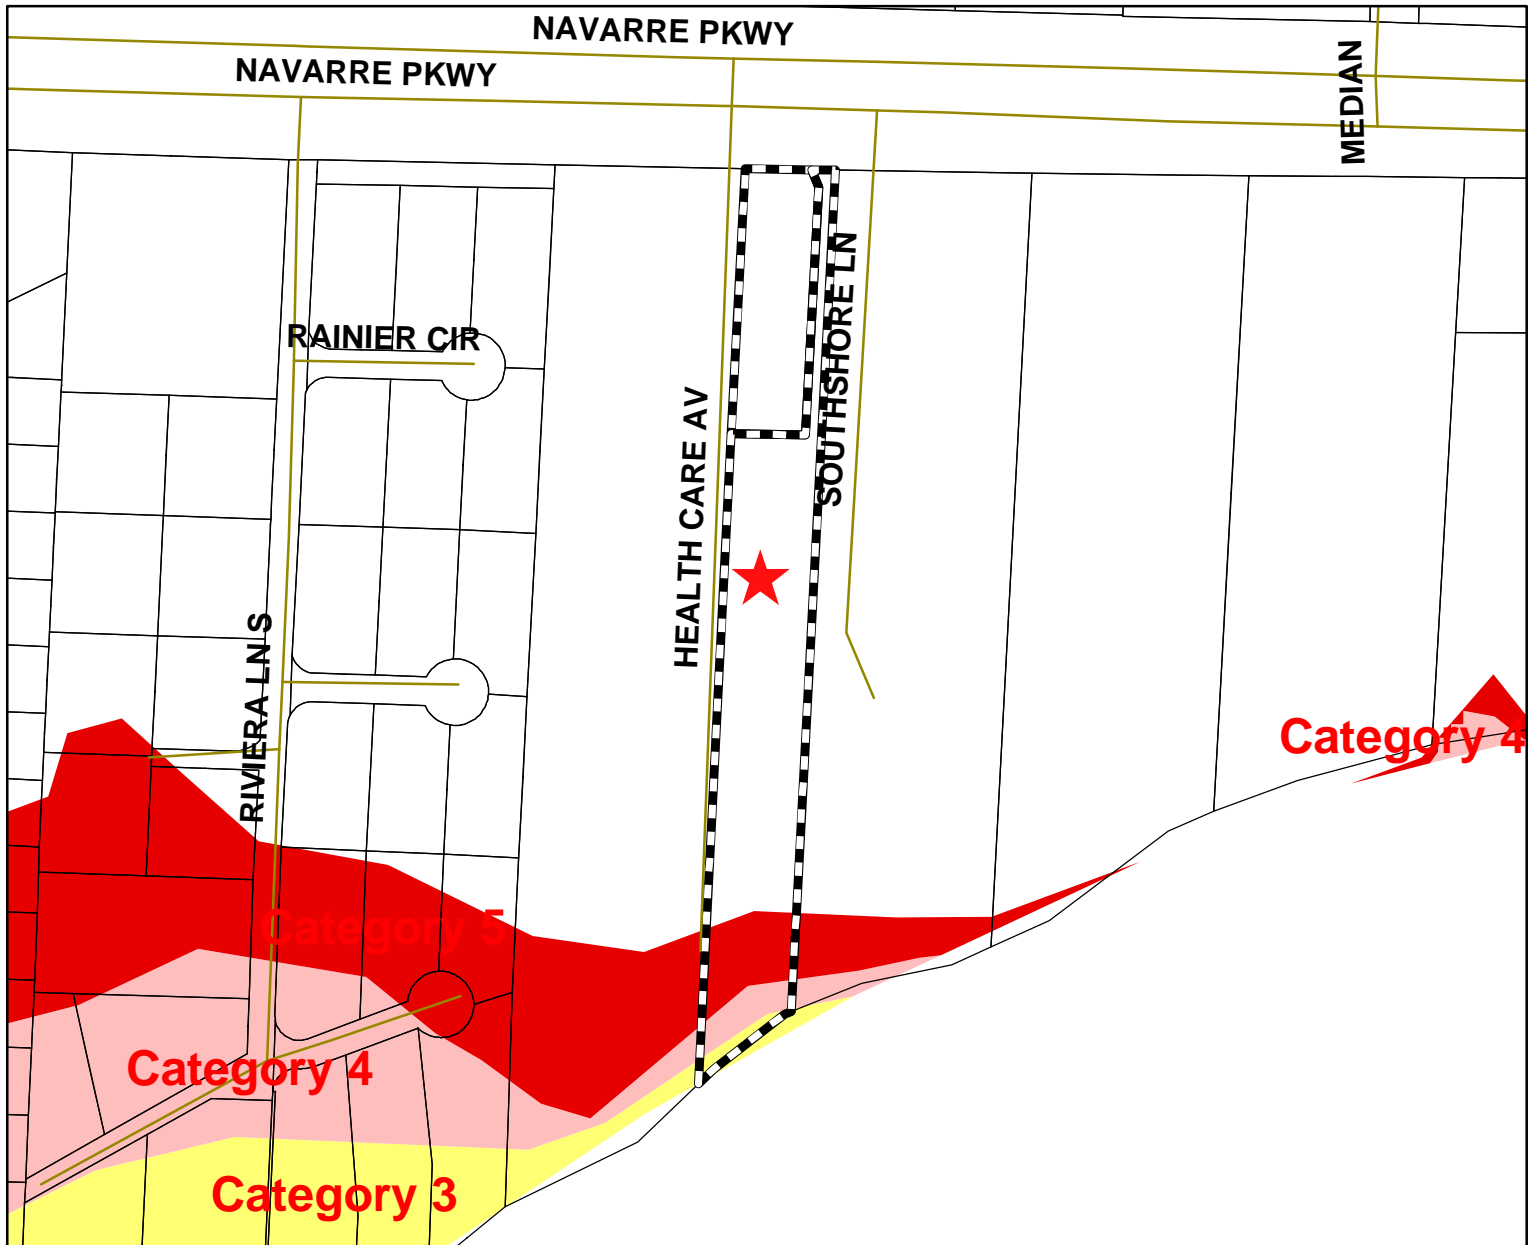 NAVARRE PKWY
NAVARRE PKWY
MEDIAN
RAINIER CIR
SOUTHSHORE LN
HEALTH CARE AV
RIVIERA LN S
Category 4
Category 5
Category 4
Category 3